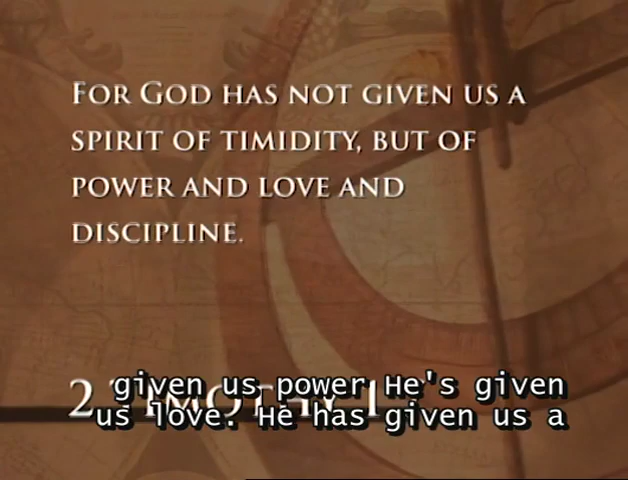 For God has not given us a
spirit of timidity, but of
power and love and
discipline.
2 Timothy 1
given us power He's given
us love. He has given us a